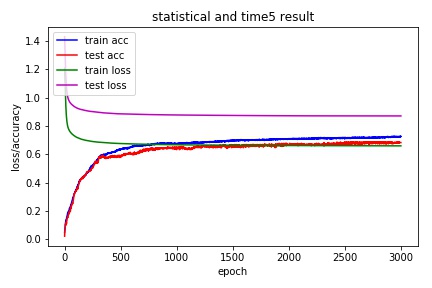 statistical and time5 result
train acc
test acc
train loss
test loss
loss/accuracy
1.4
1.2
1.0
0.8
0.6
0.4
0.2
0.0
0 500 1000 1500 2000 2500 3000
epoch